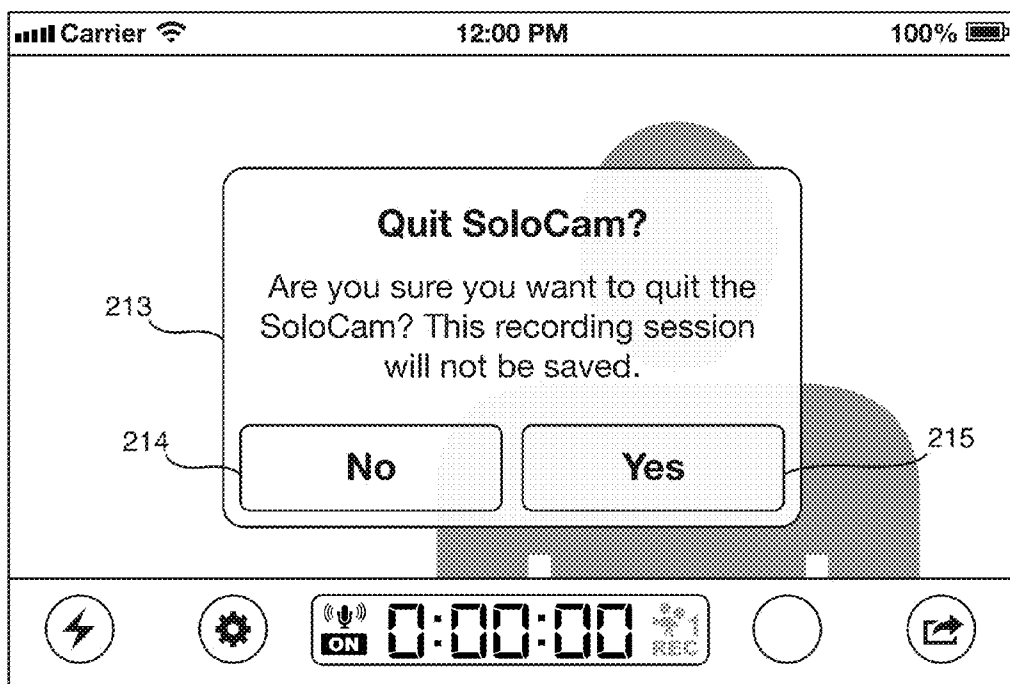 Carrier 12:00 PM 100%
Quit SoloCam?
Are you sure you want to quit the
SoloCam? This recording session
will not be saved.
213
214 No Yes 215
0:00:00 1
ON REC